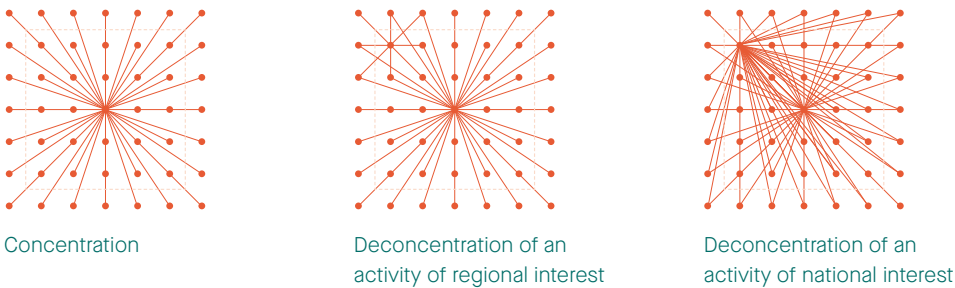 Concentration
Deconcentration of an
activity of regional interest
Deconcentration of an
activity of national interest